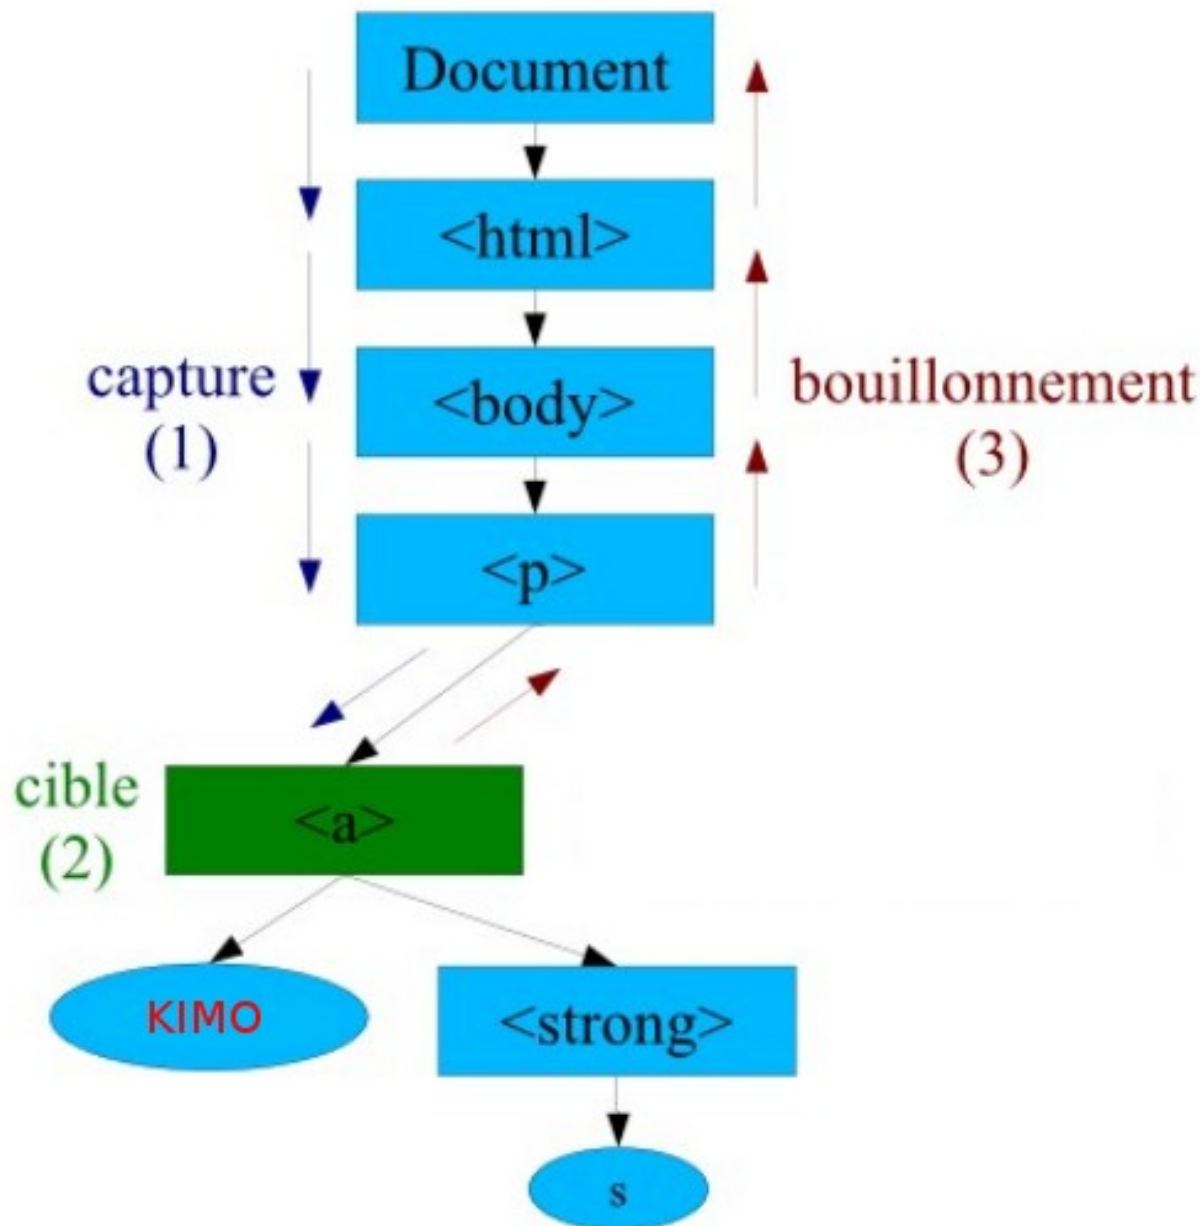 Document
<html>
capture
(1)
<body>
bouillonnement
(3)
<p>
cible
(2)
<a>
KIMO
<strong>
s